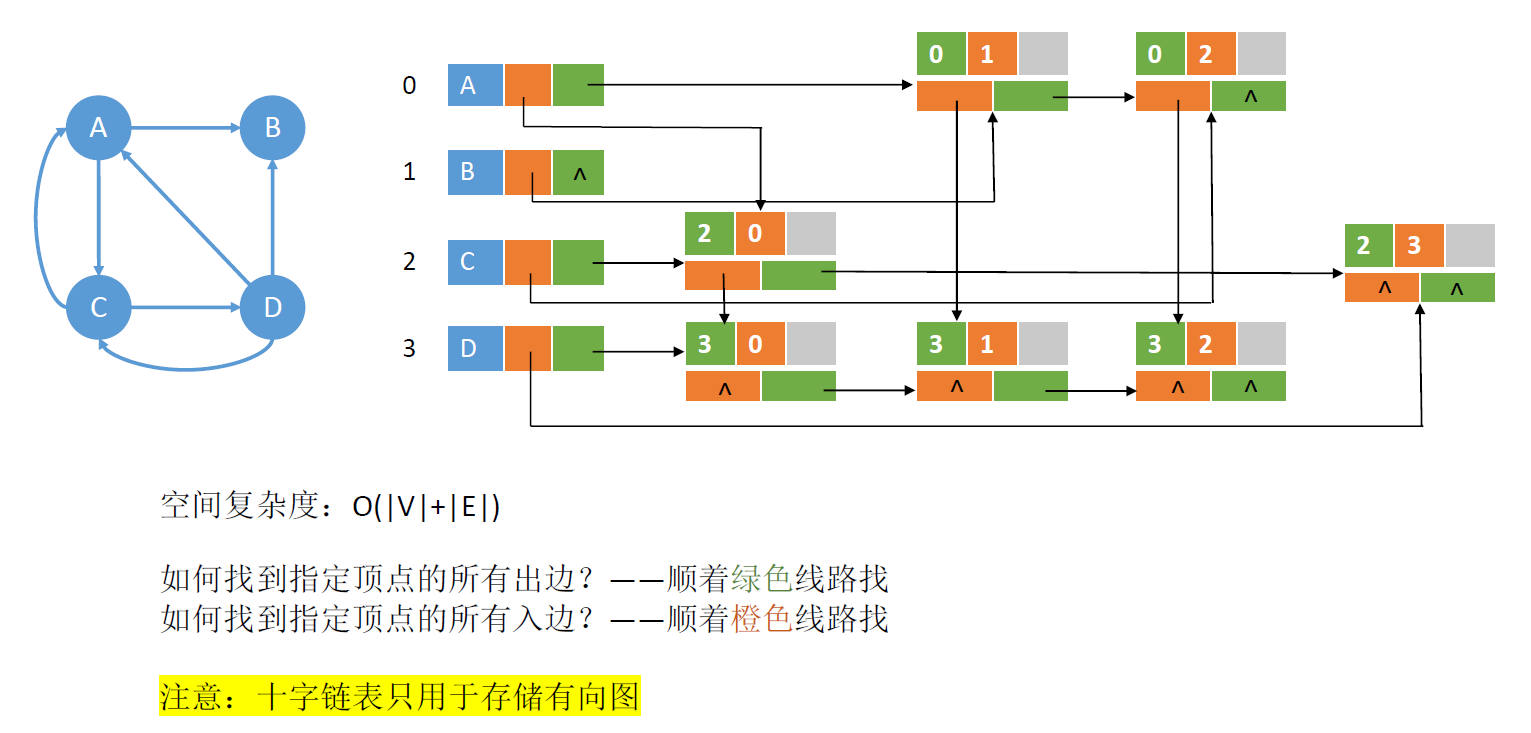 0 1
0 2
0
A
^
A
B
1
B
^
2 0
2
C
2 3
^ ^
C
D
3
D
3 0
3 1
3 2
^
^
^ ^
空间复杂度：O(|V|+|E|)
如何找到指定顶点的所有出边？——顺着绿色线路找
如何找到指定顶点的所有入边？——顺着橙色线路找
注意：十字链表只用于存储有向图